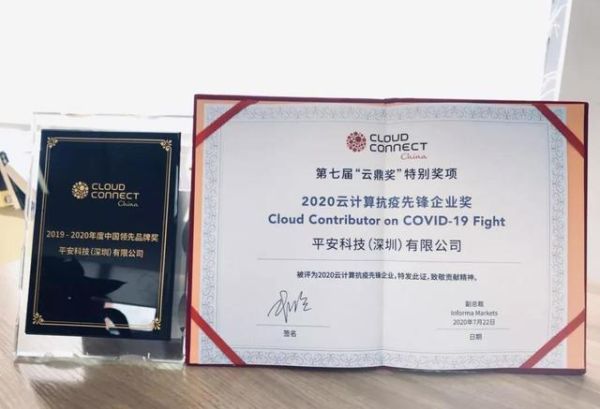 CLOUD
CONNECT
China
2019 - 2020年度中国领先品牌奖
平安科技(深圳)有限公司
CLOUD
CONNECT
China
第七届“云鼎奖”特别奖项
2020云计算抗疫先锋企业奖
Cloud Contributor on COVID-19 Fight
平安科技(深圳)有限公司
被评为2020云计算抗疫先锋企业,特发此证,致敬贡献精神。
签名
副总裁
Informa Markets
2020年7月22日
日期